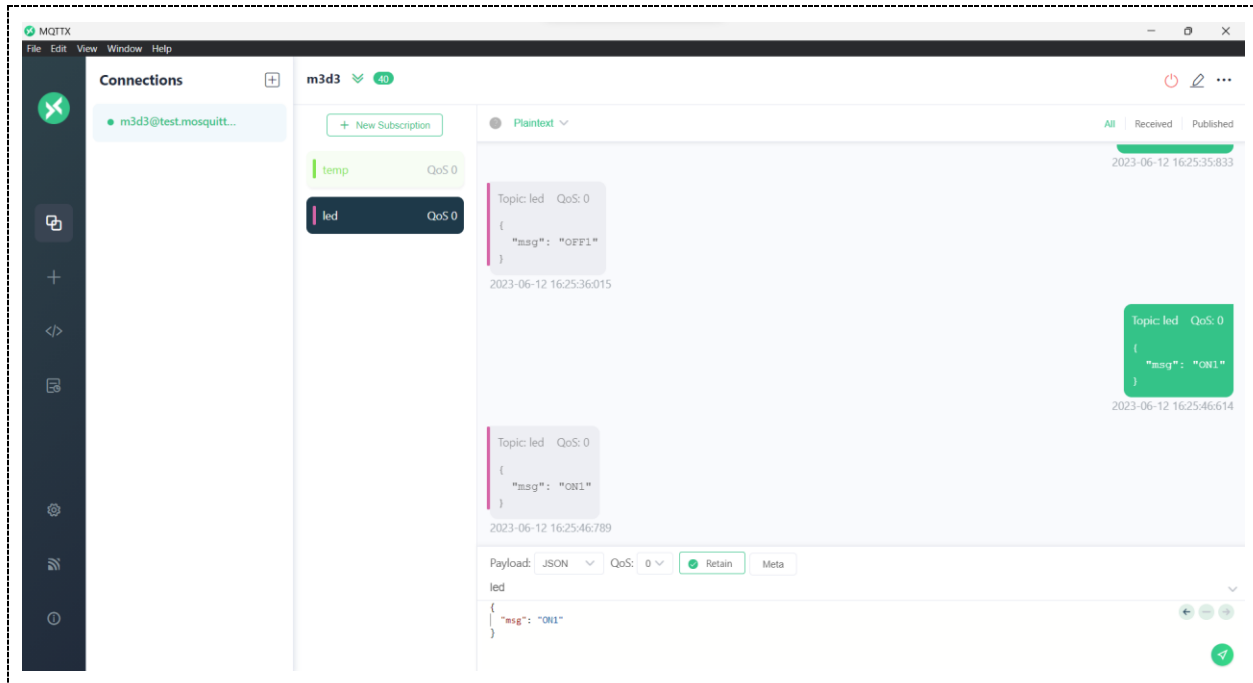 MQTTX
File Edit View Window Help
Connections
m3d3 40
m3d3@test.mosquitt...
+ New Subscription
Plaintext
All Received Published
temp QoS 0
led QoS 0
2023-06-12 16:25:35:833
Topic: led QoS: 0
{
"msg": "OFF1"
}
2023-06-12 16:25:36:015
Topic: led QoS: 0
{
"msg": "ON1"
}
2023-06-12 16:25:46:614
Topic: led QoS: 0
{
"msg": "ON1"
}
2023-06-12 16:25:46:789
Payload: JSON QoS: 0 Retain Meta
led
{
"msg": "ON1"
}